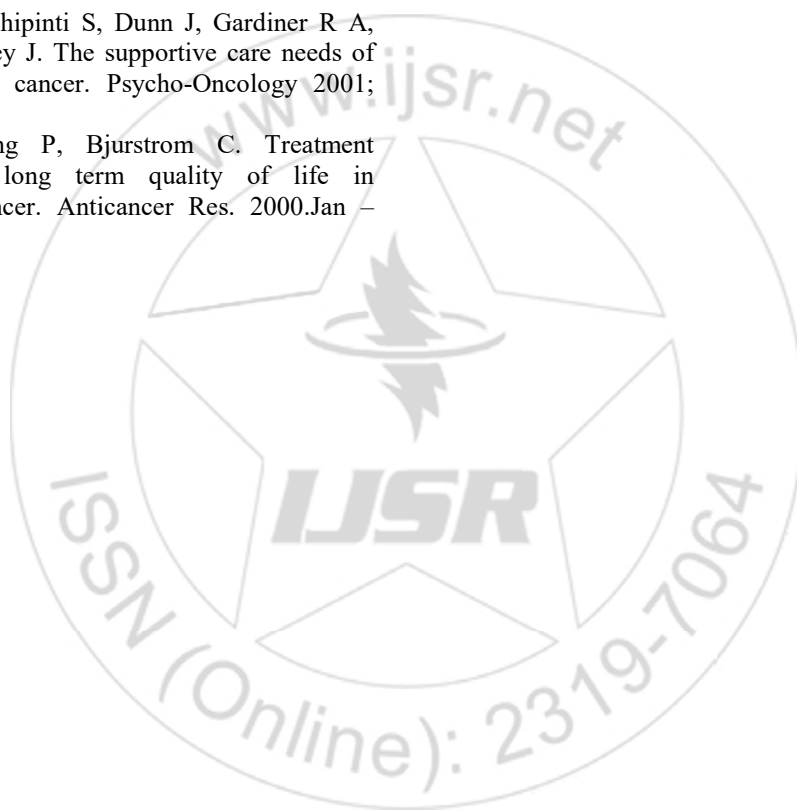 hipinti S, Dunn J, Gardiner R A,
ey J. The supportive care needs of
cancer. Psycho-Oncology 2001;
ng P, Bjurstrom C. Treatment
long term quality of life in
ncer. Anticancer Res. 2000.Jan –
www.ijsr.net
IJSR
ISSN (Online): 2319-7064